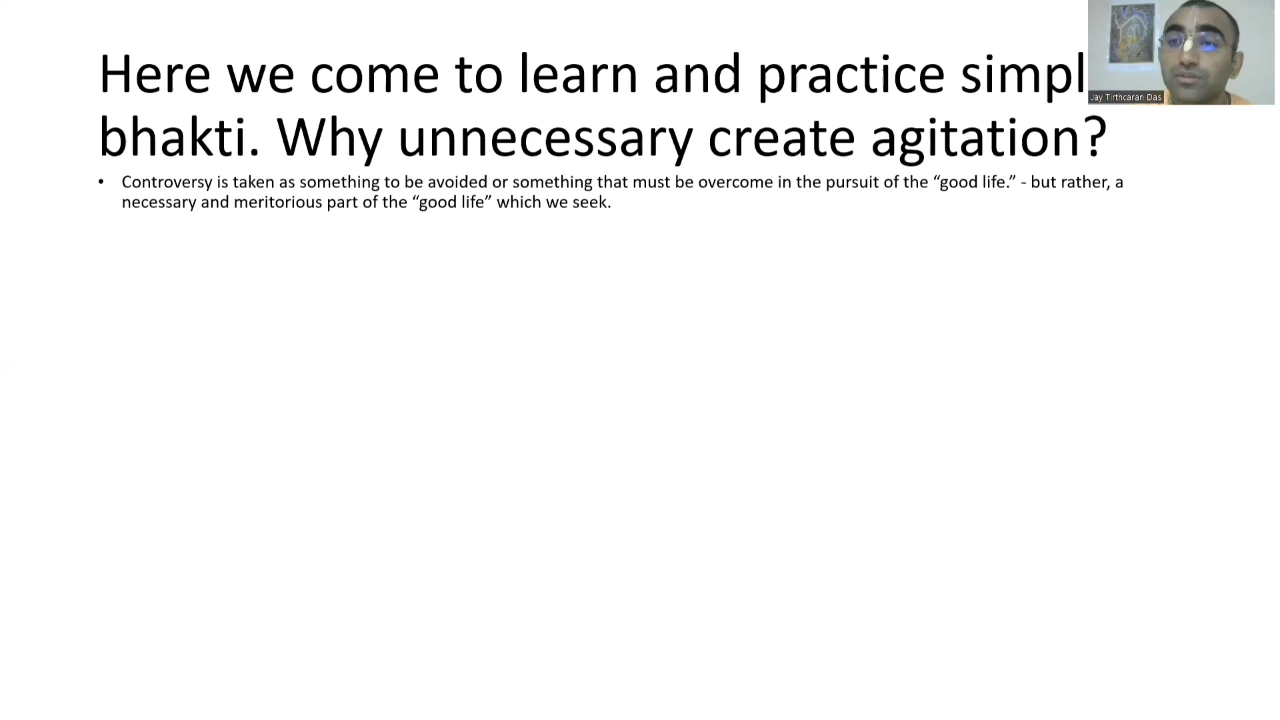 Here we come to learn and practice simpl
bhakti. Why unnecessary create agitation?
• Controversy is taken as something to be avoided or something that must be overcome in the pursuit of the “good life.” - but rather, a
necessary and meritorious part of the “good life” which we seek.
Jay Tirthcaran Das